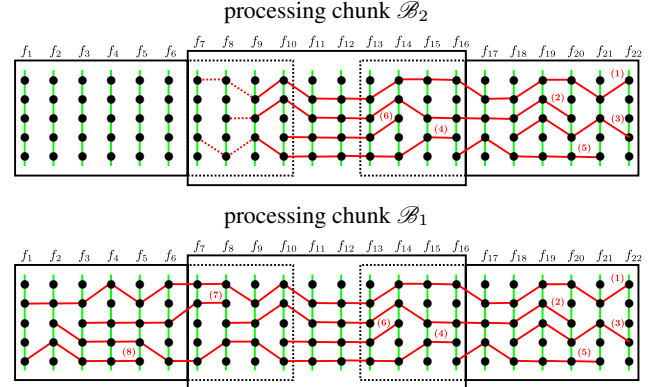 processing chunk ℬ₂
f₁ f₂ f₃ f₄ f₅ f₆ f₇ f₈ f₉ f₁₀ f₁₁ f₁₂ f₁₃ f₁₄ f₁₅ f₁₆ f₁₇ f₁₈ f₁₉ f₂₀ f₂₁ f₂₂
(1)
(2)
(6) (3)
(4)
(5)
processing chunk ℬ₁
f₁ f₂ f₃ f₄ f₅ f₆ f₇ f₈ f₉ f₁₀ f₁₁ f₁₂ f₁₃ f₁₄ f₁₅ f₁₆ f₁₇ f₁₈ f₁₉ f₂₀ f₂₁ f₂₂
(1)
(7)
(2)
(6) (3)
(4)
(8) (5)